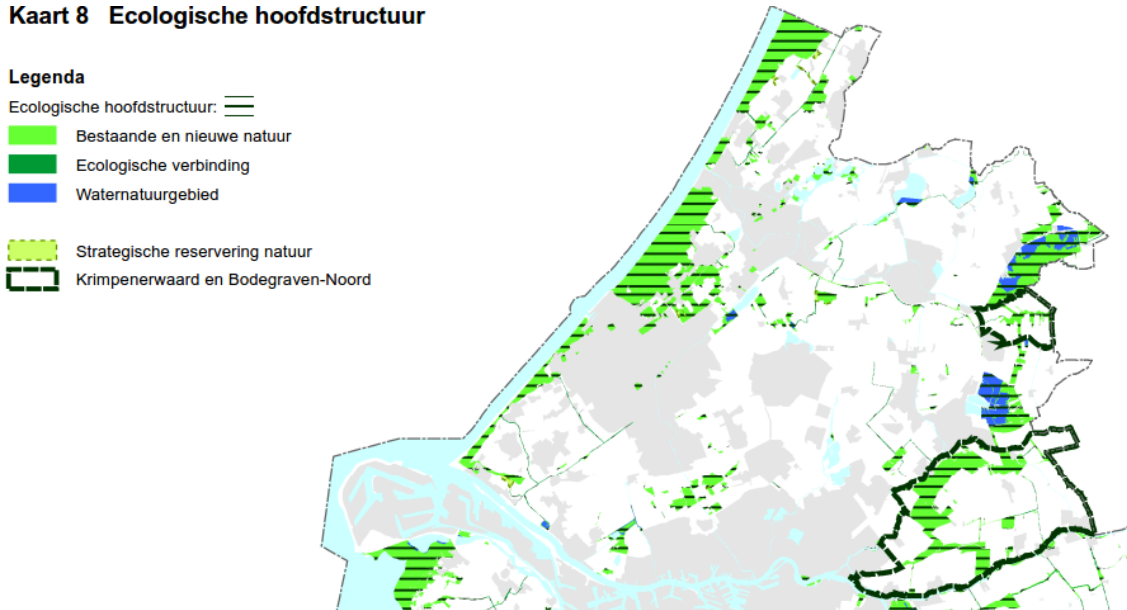 Kaart 8 Ecologische hoofdstructuur
Legenda
Ecologische hoofdstructuur:
Bestaande en nieuwe natuur
Ecologische verbinding
Waternatuurgebied
Strategische reservering natuur
Krimpenerwaard en Bodegraven-Noord